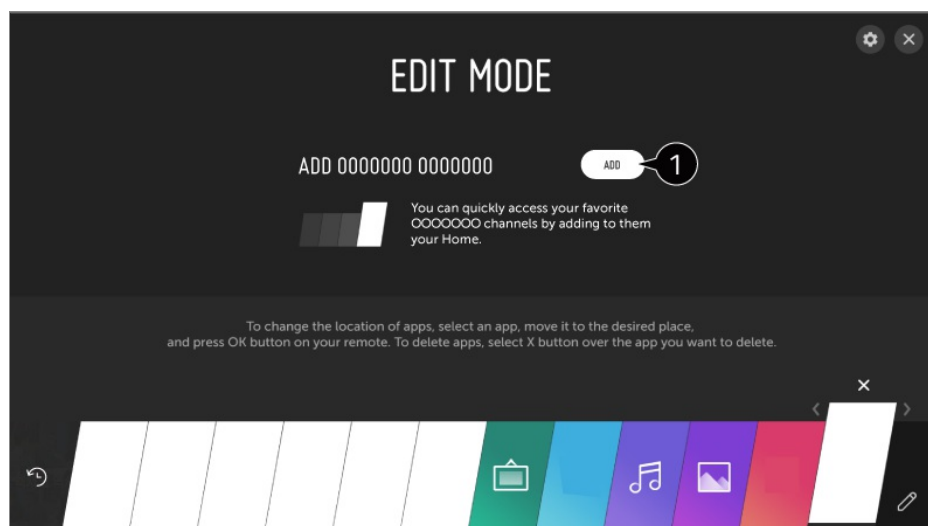 EDIT MODE
ADD OOOOOOO OOOOOOO
ADD
1
You can quickly access your favorite
OOOOOOO channels by adding to them
your Home.
To change the location of apps, select an app, move it to the desired place,
and press OK button on your remote. To delete apps, select X button over the app you want to delete.